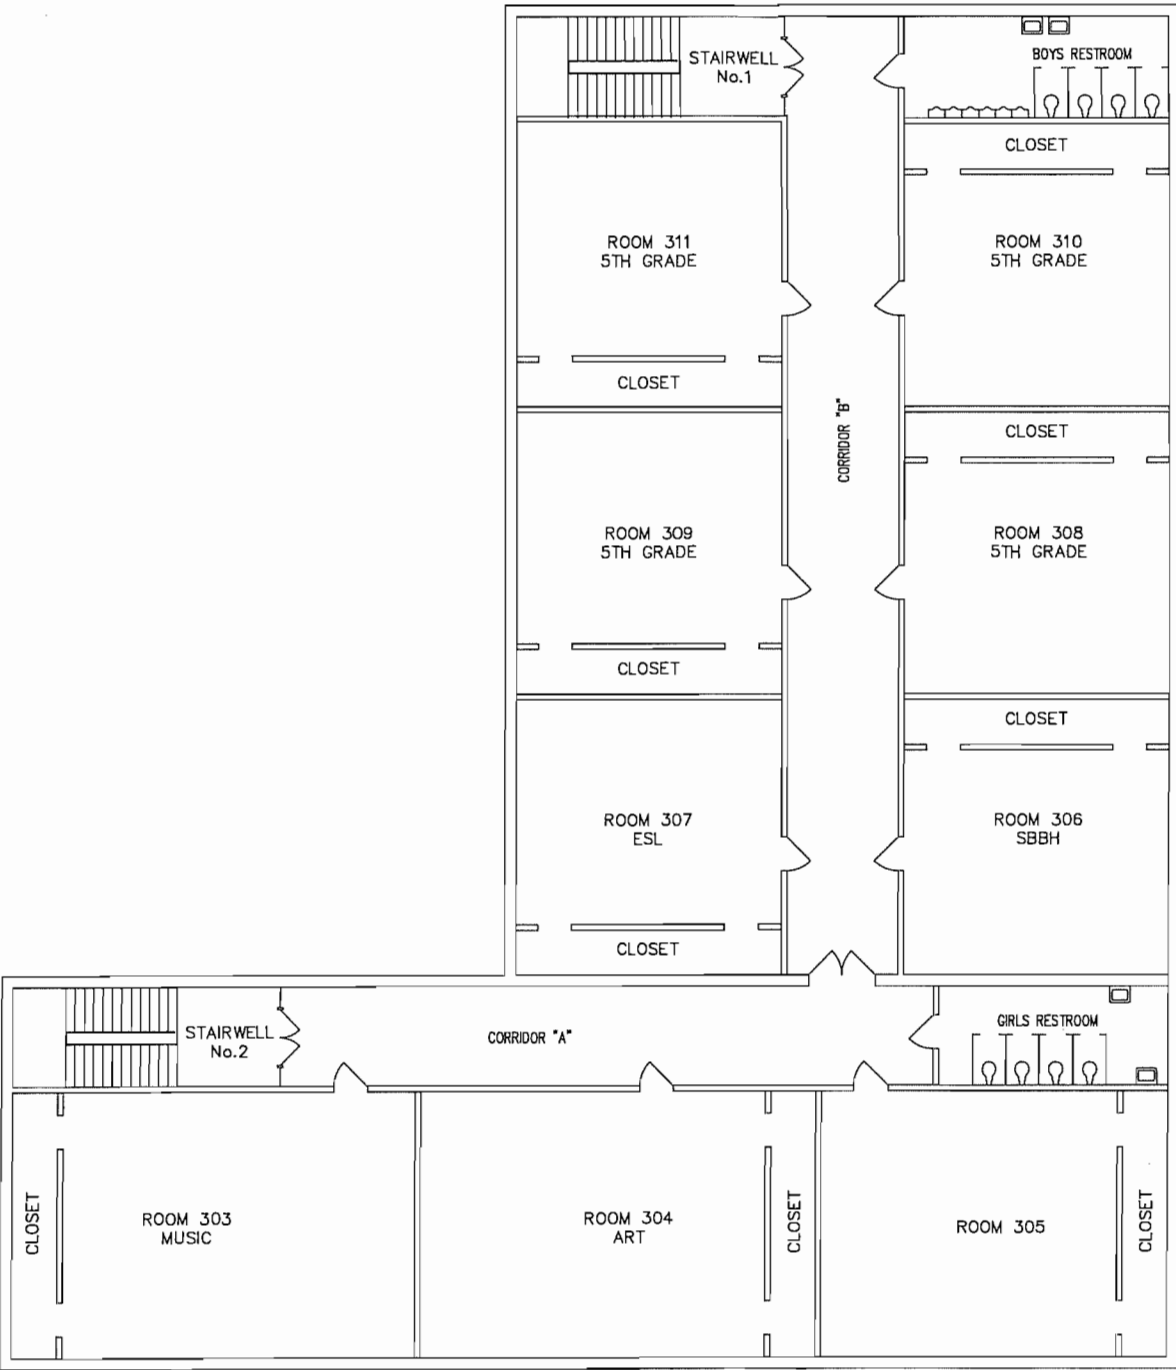 STAIRWELL
No.1
BOYS RESTROOM
CLOSET
ROOM 311
5TH GRADE
ROOM 310
5TH GRADE
CLOSET
CORRIDOR "B"
CLOSET
ROOM 309
5TH GRADE
ROOM 308
5TH GRADE
CLOSET
CLOSET
ROOM 307
ESL
ROOM 306
SBBH
CLOSET
STAIRWELL
No.2
CORRIDOR "A"
GIRLS RESTROOM
CLOSET
ROOM 303
MUSIC
ROOM 304
ART
CLOSET
ROOM 305
CLOSET